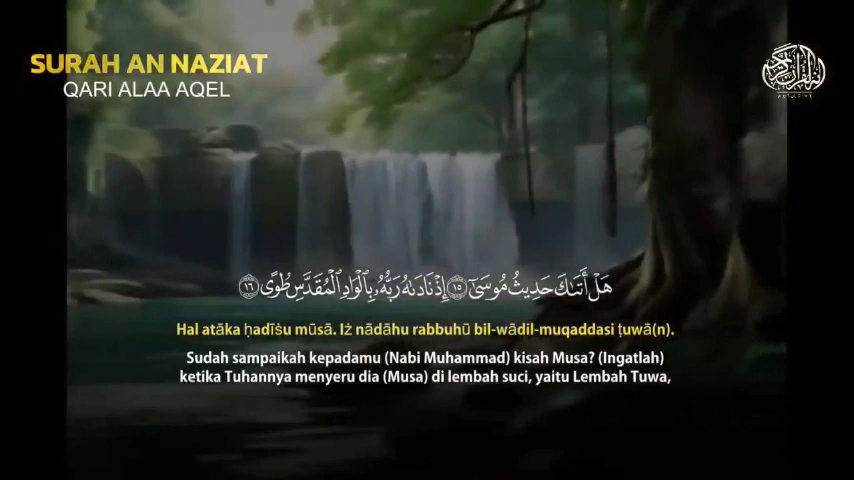 SURAH AN NAZIAT
QARI ALAA AQEL
القرآن الكريم
هَلْ أَتَىٰكَ حَدِيثُ مُوسَىٰٓ ١٥ إِذْ نَادَىٰهُ رَبُّهُۥ بِٱلْوَادِ ٱلْمُقَدَّسِ طُوًى ١٦
Hal atāka ḥadīṡu mūsā. Iż nādāhu rabbuhū bil-wādil-muqaddasi ṭuwā(n).
Sudah sampaikah kepadamu (Nabi Muhammad) kisah Musa? (Ingatlah)
ketika Tuhannya menyeru dia (Musa) di lembah suci, yaitu Lembah Tuwa,